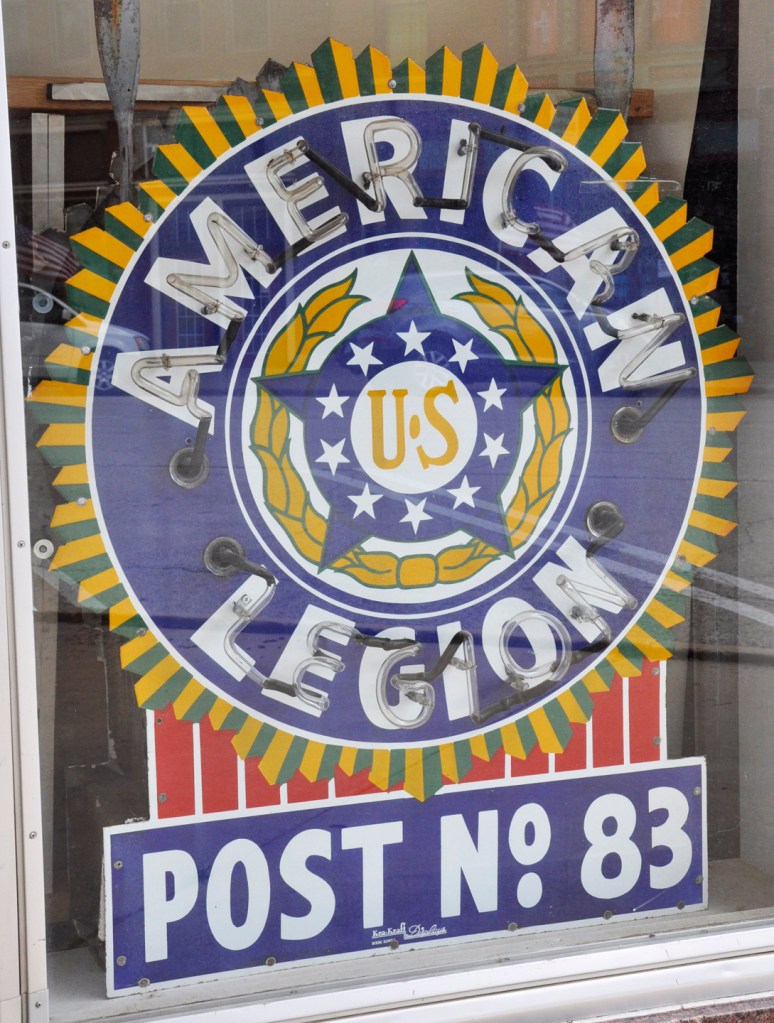 AMERICAN
U·S
LEGION
POST No. 83